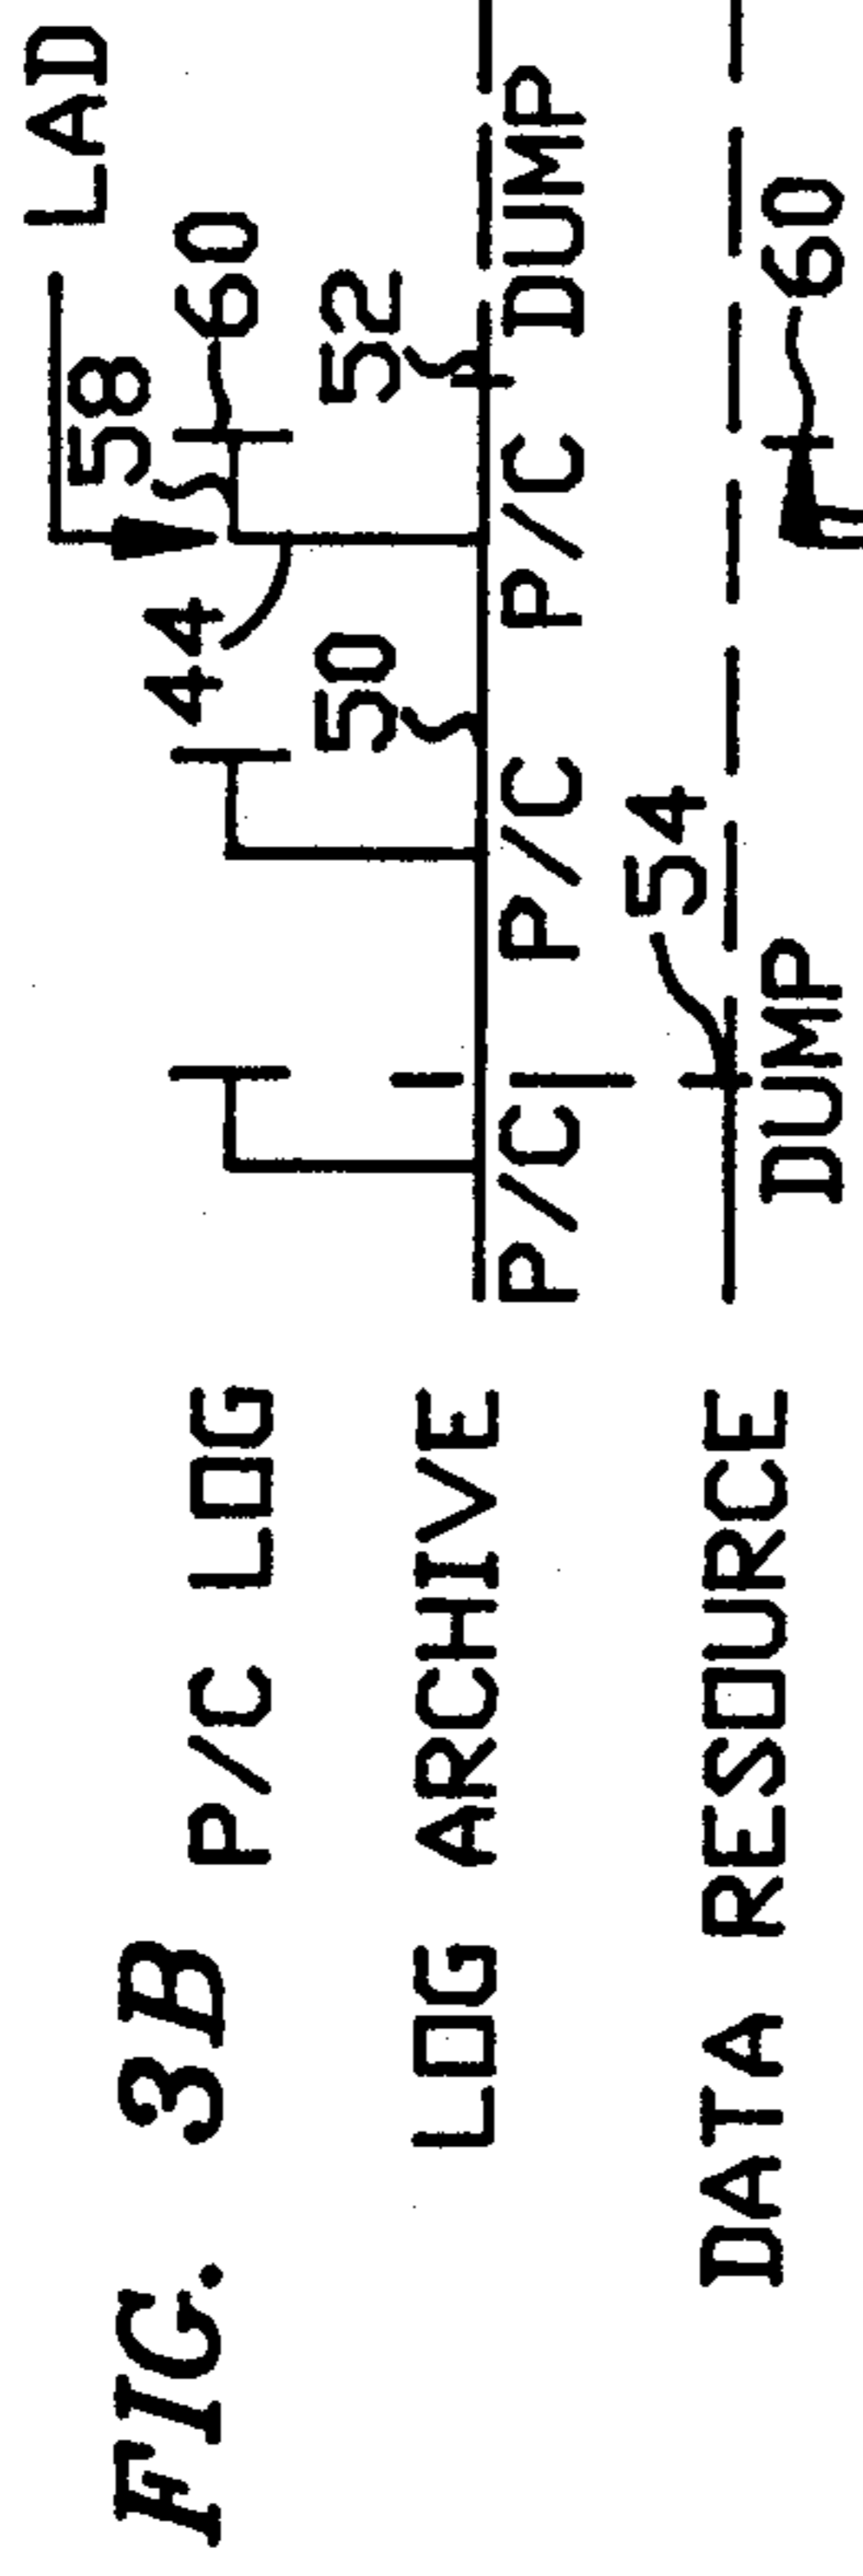 LAD
58
FIG. 3B
44 60
P/C LOG
50 52
LOG ARCHIVE
P/C P/C P/C DUMP
54
DATA RESOURCE
DUMP 60